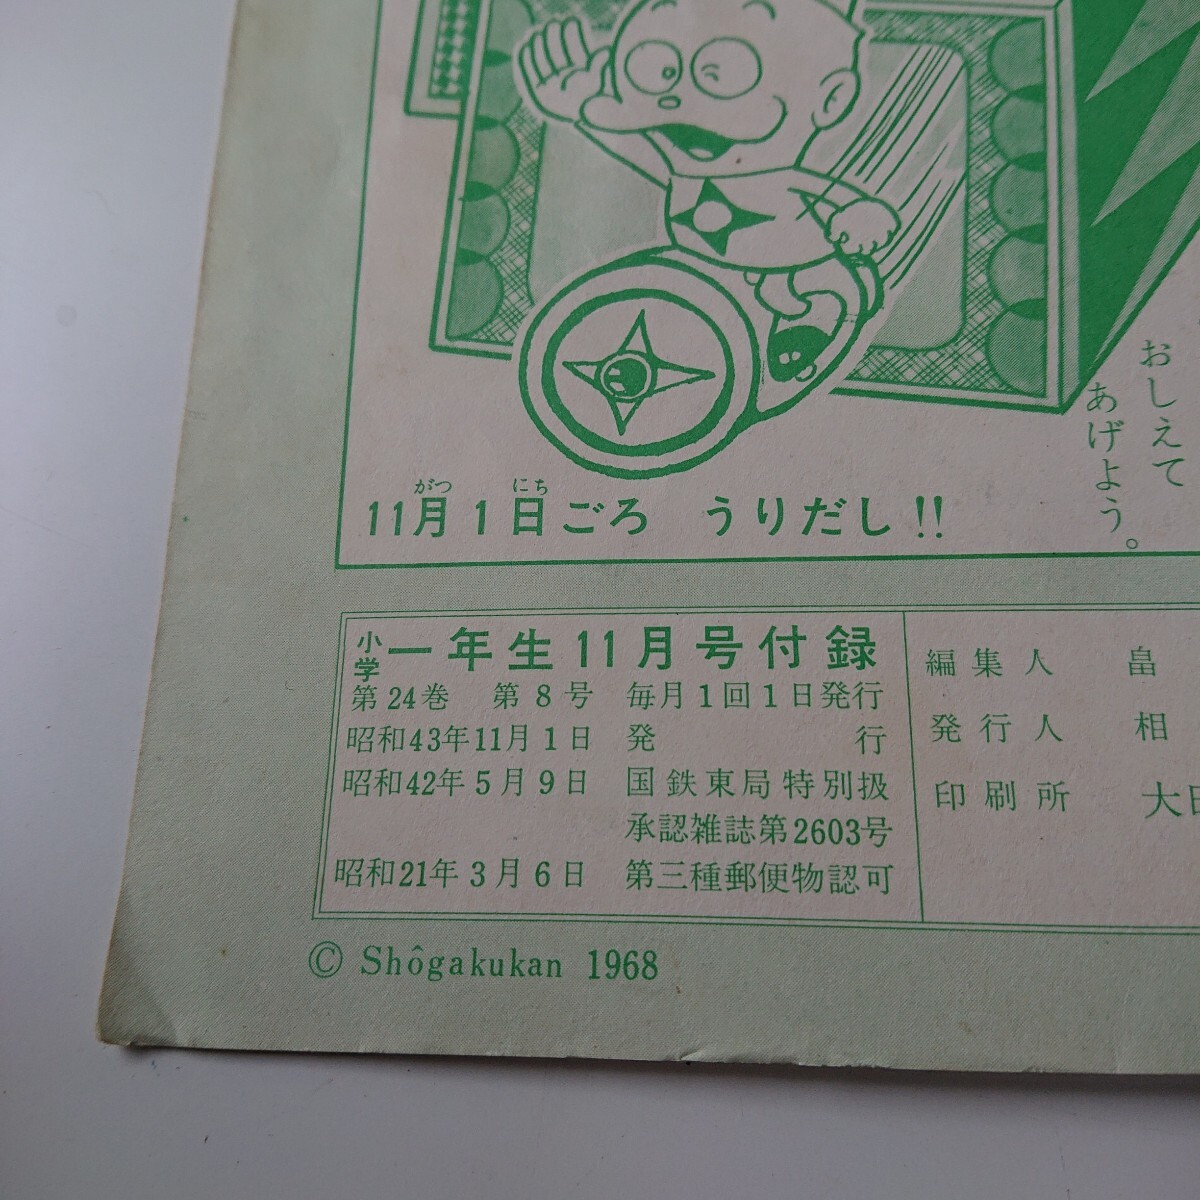 おしえて
あげよう。
がつ にち
11月1日ごろ うりだし!!
小学一年生11月号付録
第24巻 第8号 毎月1回1日発行
昭和43年11月1日 発行
昭和42年5月9日 国鉄東局特別扱
承認雑誌第2603号
昭和21年3月6日 第三種郵便物認可
編集人 畠
発行人 相
印刷所 大日
© Shôgakukan 1968